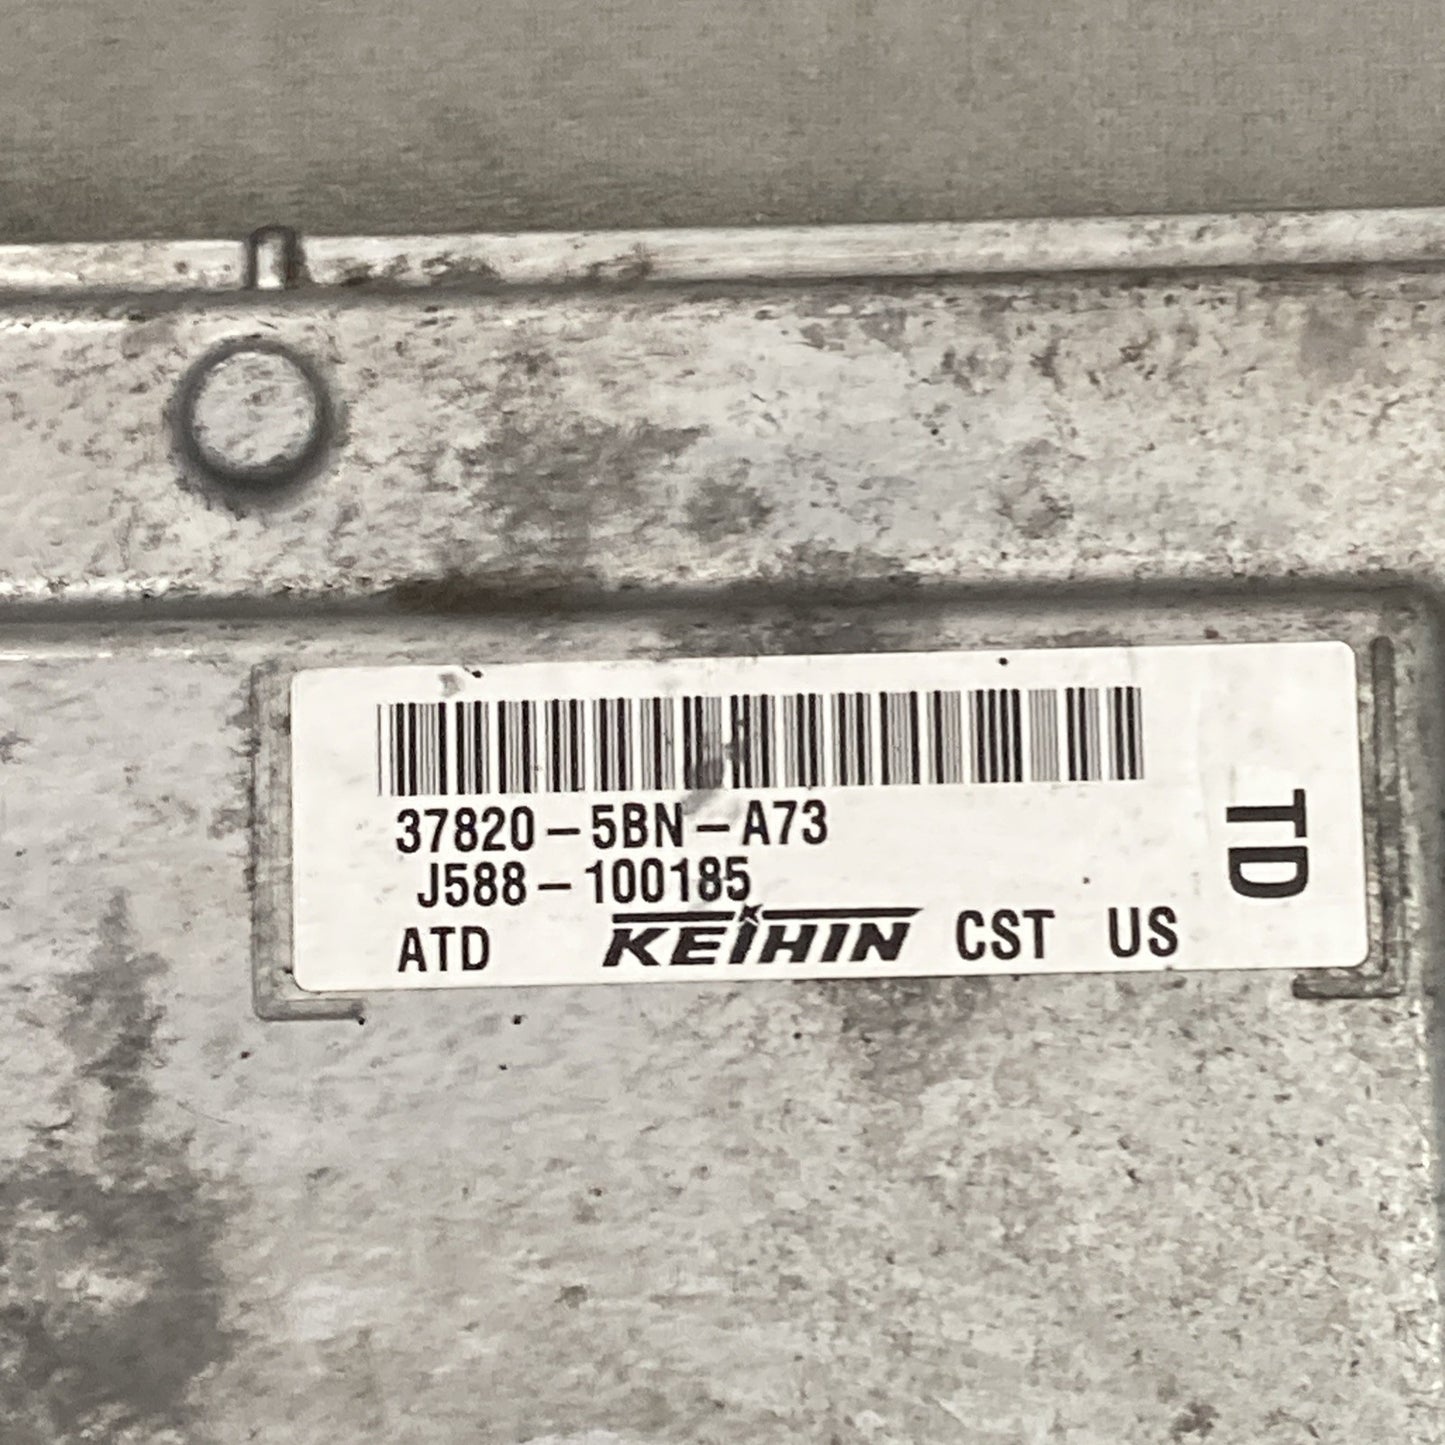 37820-5BN-A73
J588-100185
ATD KEIHIN CST US
TD